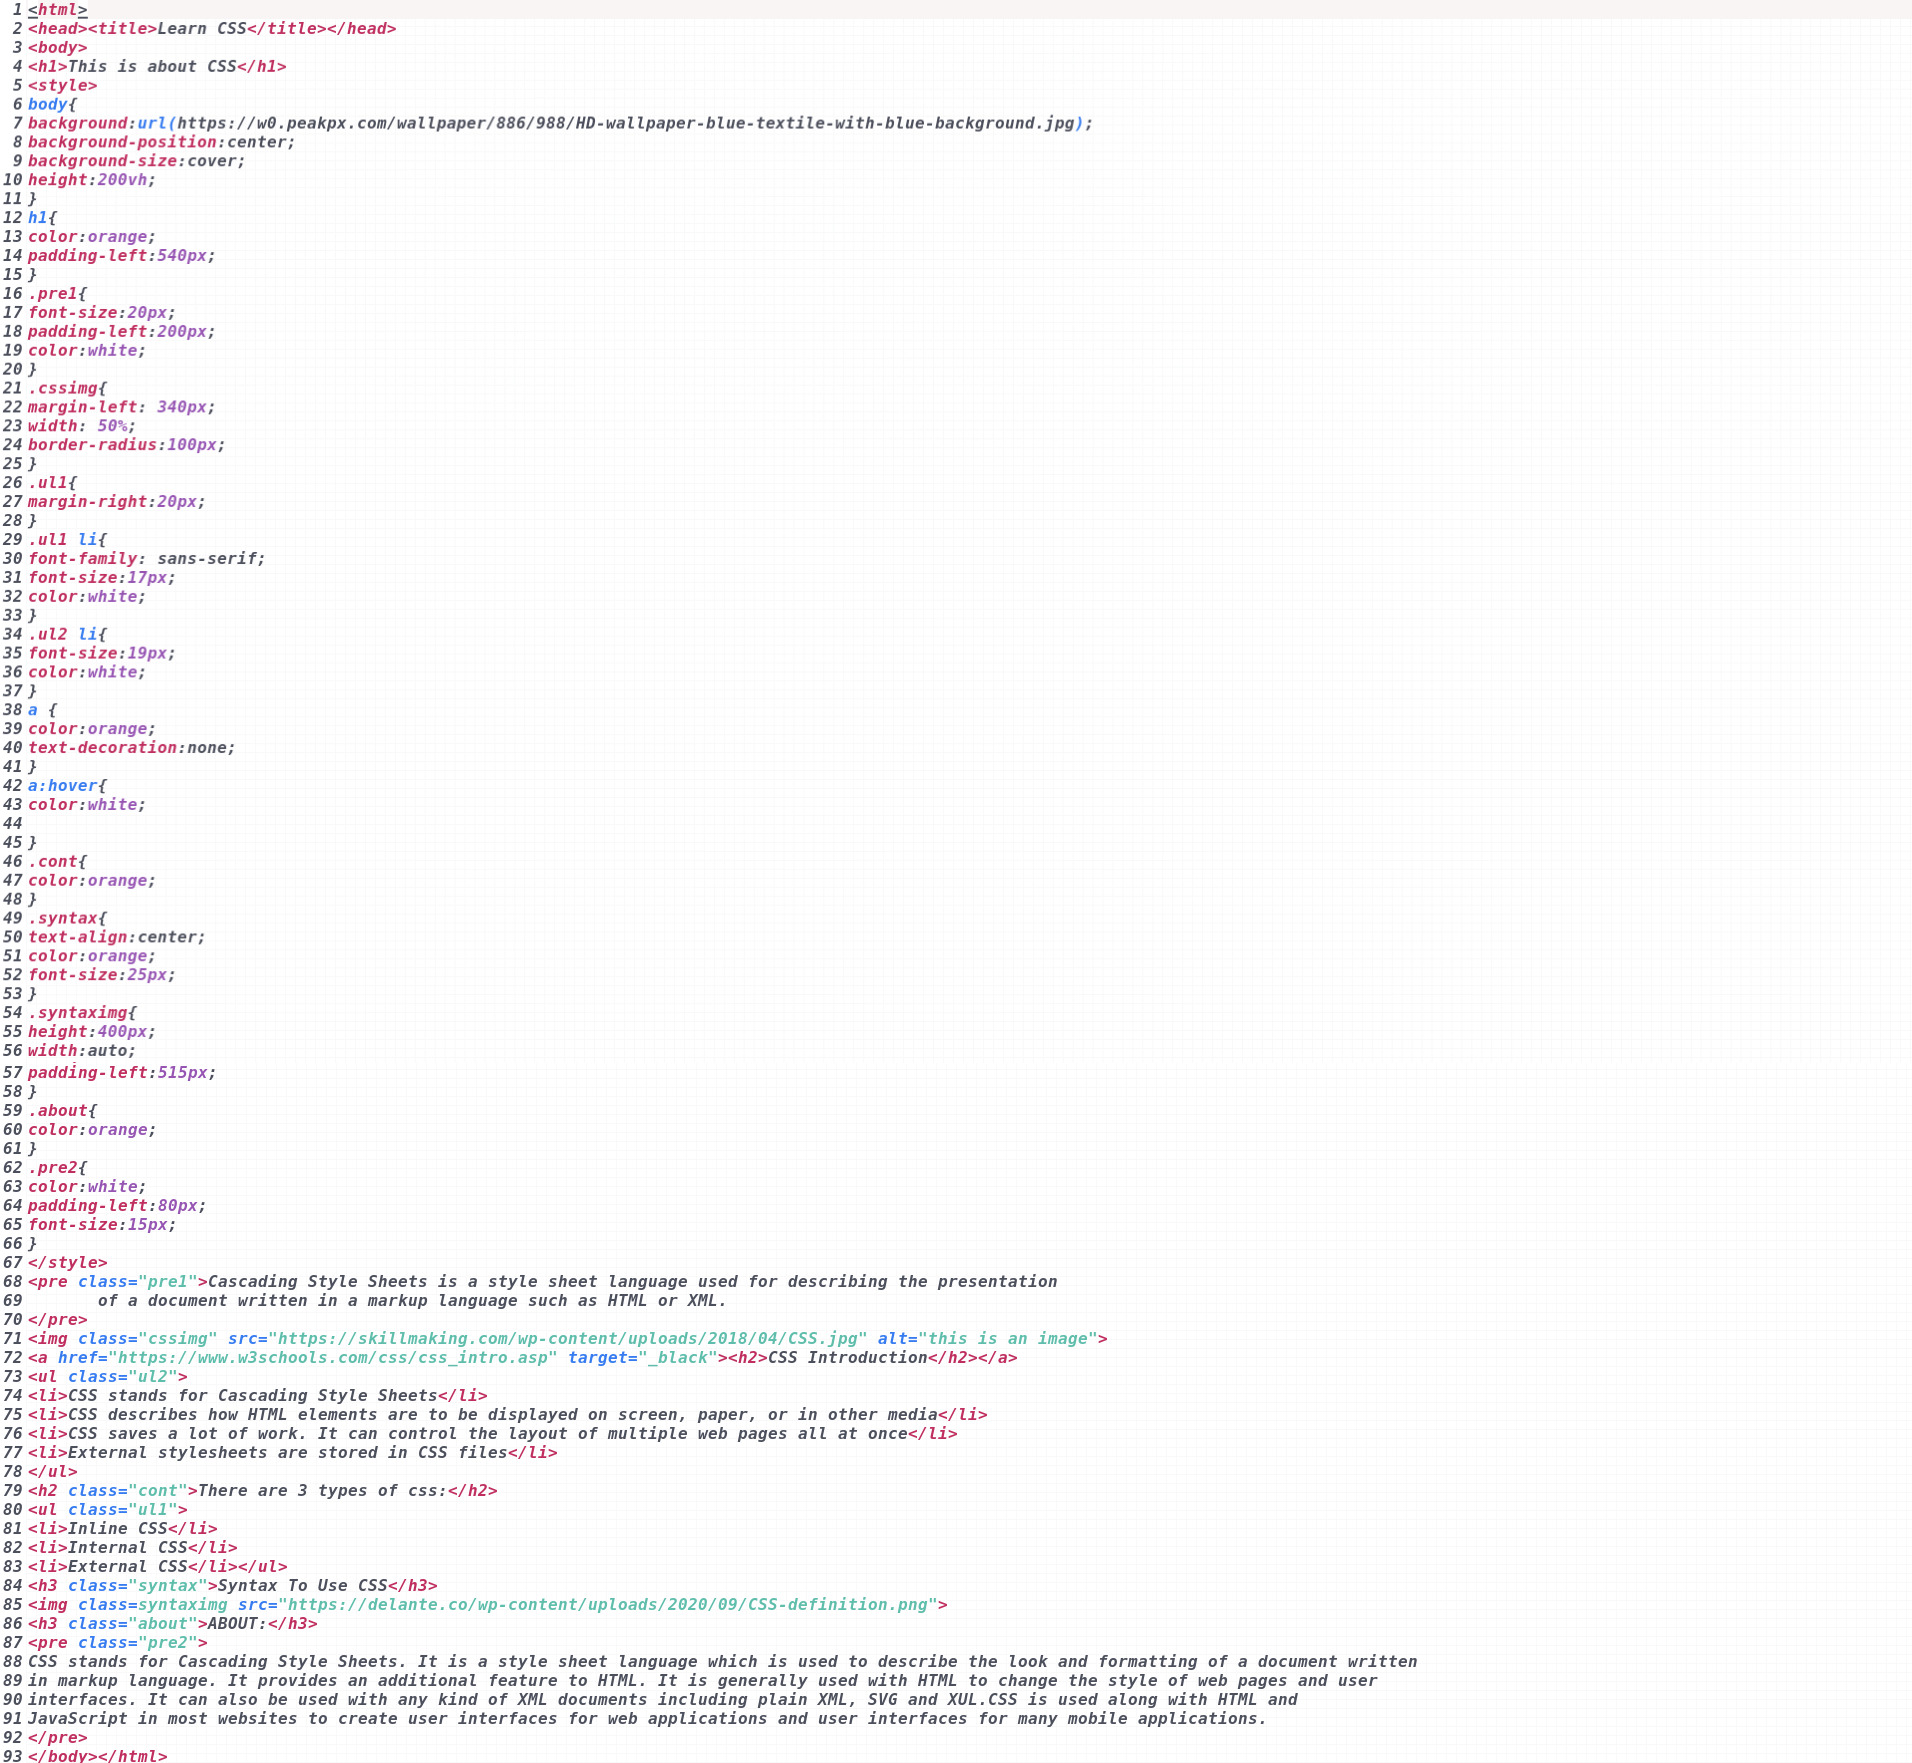 1 <html>
2 <head><title>Learn CSS</title></head>
3 <body>
4 <h1>This is about CSS</h1>
5 <style>
6 body{
7 background:url(https://w0.peakpx.com/wallpaper/886/988/HD-wallpaper-blue-textile-with-blue-background.jpg);
8 background-position:center;
9 background-size:cover;
10 height:200vh;
11 }
12 h1{
13 color:orange;
14 padding-left:540px;
15 }
16 .pre1{
17 font-size:20px;
18 padding-left:200px;
19 color:white;
20 }
21 .cssimg{
22 margin-left: 340px;
23 width: 50%;
24 border-radius:100px;
25 }
26 .ul1{
27 margin-right:20px;
28 }
29 .ul1 li{
30 font-family: sans-serif;
31 font-size:17px;
32 color:white;
33 }
34 .ul2 li{
35 font-size:19px;
36 color:white;
37 }
38 a {
39 color:orange;
40 text-decoration:none;
41 }
42 a:hover{
43 color:white;
44
45 }
46 .cont{
47 color:orange;
48 }
49 .syntax{
50 text-align:center;
51 color:orange;
52 font-size:25px;
53 }
54 .syntaximg{
55 height:400px;
56 width:auto;
57 padding-left:515px;
58 }
59 .about{
60 color:orange;
61 }
62 .pre2{
63 color:white;
64 padding-left:80px;
65 font-size:15px;
66 }
67 </style>
68 <pre class="pre1">Cascading Style Sheets is a style sheet language used for describing the presentation
69        of a document written in a markup language such as HTML or XML.
70 </pre>
71 <img class="cssimg" src="https://skillmaking.com/wp-content/uploads/2018/04/CSS.jpg" alt="this is an image">
72 <a href="https://www.w3schools.com/css/css_intro.asp" target="_black"><h2>CSS Introduction</h2></a>
73 <ul class="ul2">
74 <li>CSS stands for Cascading Style Sheets</li>
75 <li>CSS describes how HTML elements are to be displayed on screen, paper, or in other media</li>
76 <li>CSS saves a lot of work. It can control the layout of multiple web pages all at once</li>
77 <li>External stylesheets are stored in CSS files</li>
78 </ul>
79 <h2 class="cont">There are 3 types of css:</h2>
80 <ul class="ul1">
81 <li>Inline CSS</li>
82 <li>Internal CSS</li>
83 <li>External CSS</li></ul>
84 <h3 class="syntax">Syntax To Use CSS</h3>
85 <img class=syntaximg src="https://delante.co/wp-content/uploads/2020/09/CSS-definition.png">
86 <h3 class="about">ABOUT:</h3>
87 <pre class="pre2">
88 CSS stands for Cascading Style Sheets. It is a style sheet language which is used to describe the look and formatting of a document written
89 in markup language. It provides an additional feature to HTML. It is generally used with HTML to change the style of web pages and user
90 interfaces. It can also be used with any kind of XML documents including plain XML, SVG and XUL.CSS is used along with HTML and
91 JavaScript in most websites to create user interfaces for web applications and user interfaces for many mobile applications.
92 </pre>
93 </body></html>